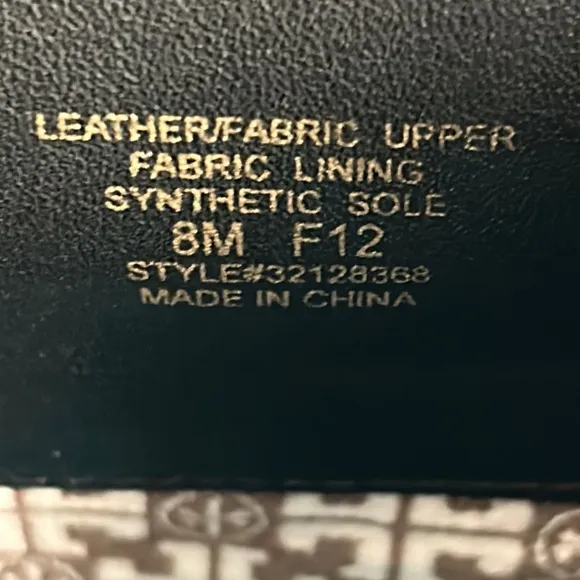 LEATHER/FABRIC UPPER
FABRIC LINING
SYNTHETIC SOLE
8M F12
STYLE#32128368
MADE IN CHINA